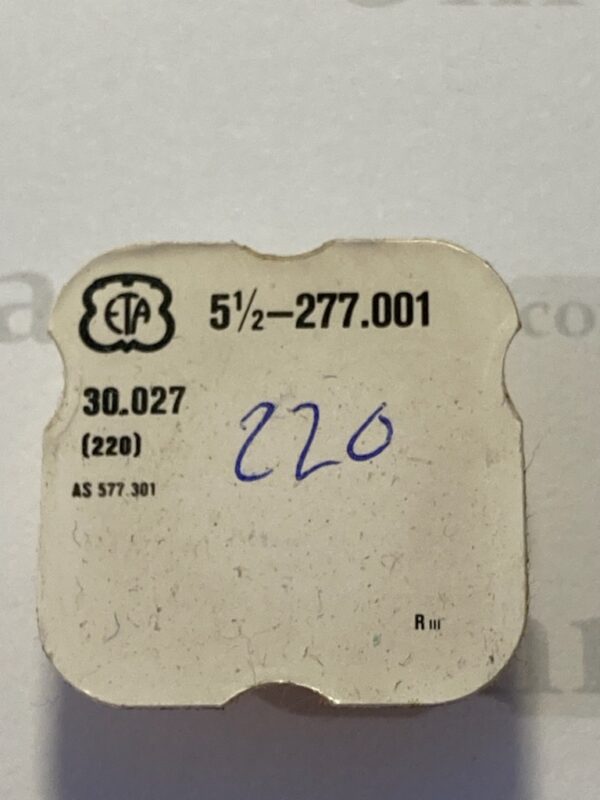 ETA 5½-277.001
30.027
(220)
220
AS 577.301
R III